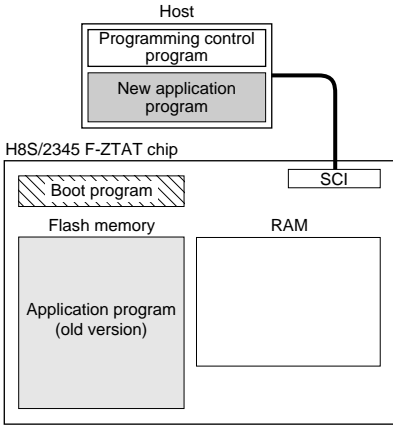 Host
Programming control
program
New application
program
H8S/2345 F-ZTAT chip
SCI
Boot program
Flash memory
RAM
Application program
(old version)